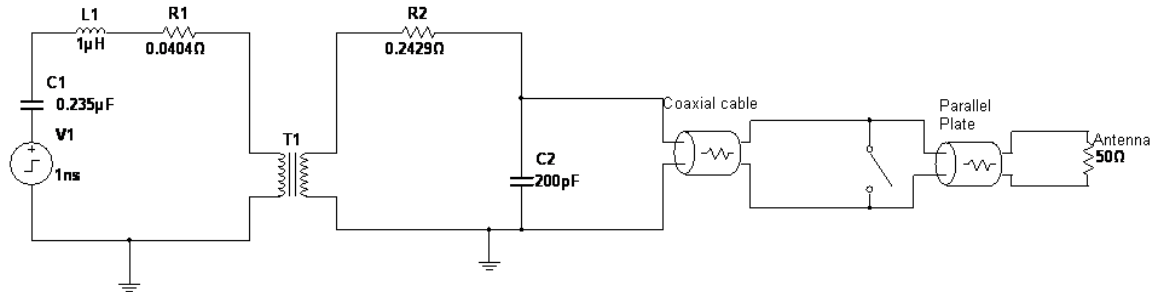 L1
1µH
R1
0.0404Ω
C1
0.235µF
V1
1ns
T1
R2
0.2429Ω
C2
200pF
Coaxial cable
Parallel
Plate
Antenna
50Ω